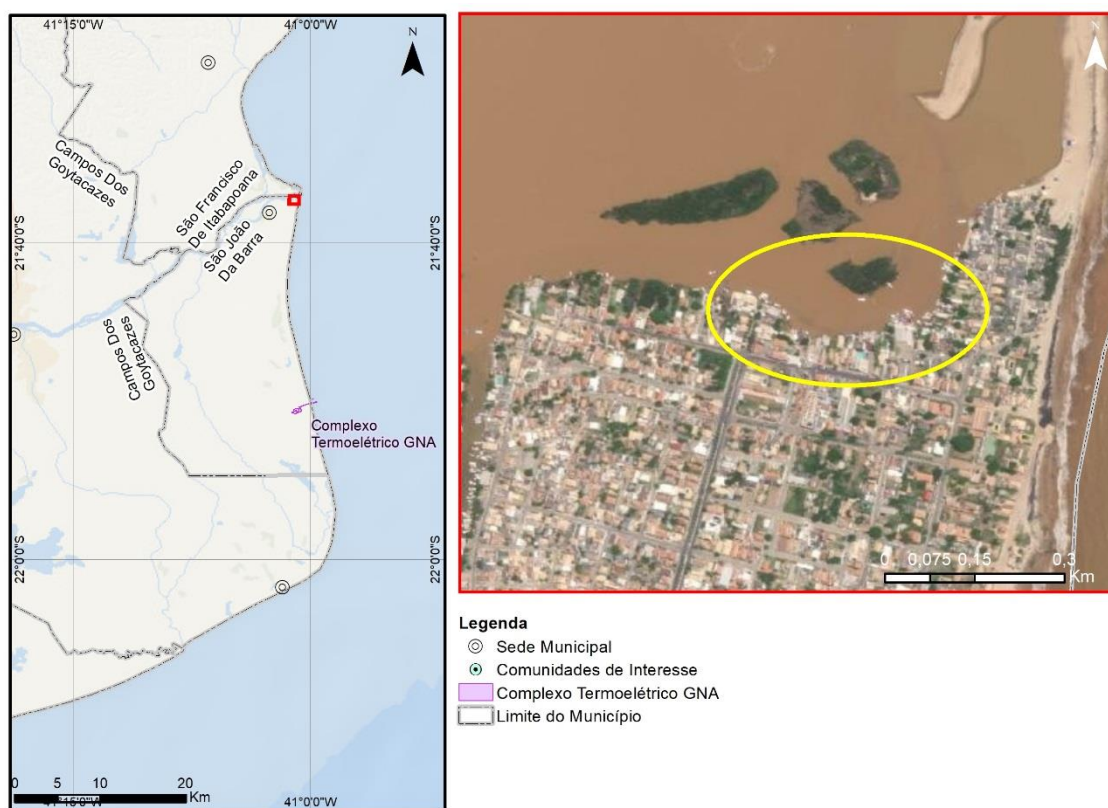 41°15'0"W
41°0'0"W
N
Campos Dos
Goytacazes
São Francisco
De Itabapoana
São João
Da Barra
21°40'0"S
21°40'0"S
Campos Dos
Goytacazes
Complexo
Termoelétrico GNA
22°0'0"S
22°0'0"S
0 5 10 20
Km
41°15'0"W
41°0'0"W
N
0 0,075 0,15 0,3
Km
Legenda
Sede Municipal
Comunidades de Interesse
Complexo Termoelétrico GNA
Limite do Município